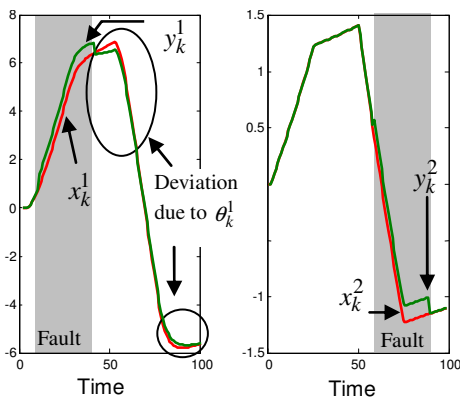 8
6
4
2
0
-2
-4
-6
0
50
100
y_k^1
x_k^1
Deviation
due to θ_k^1
Fault
Time
1.5
1
0.5
-1
-1.5
0
50
100
y_k^2
x_k^2
Fault
Time